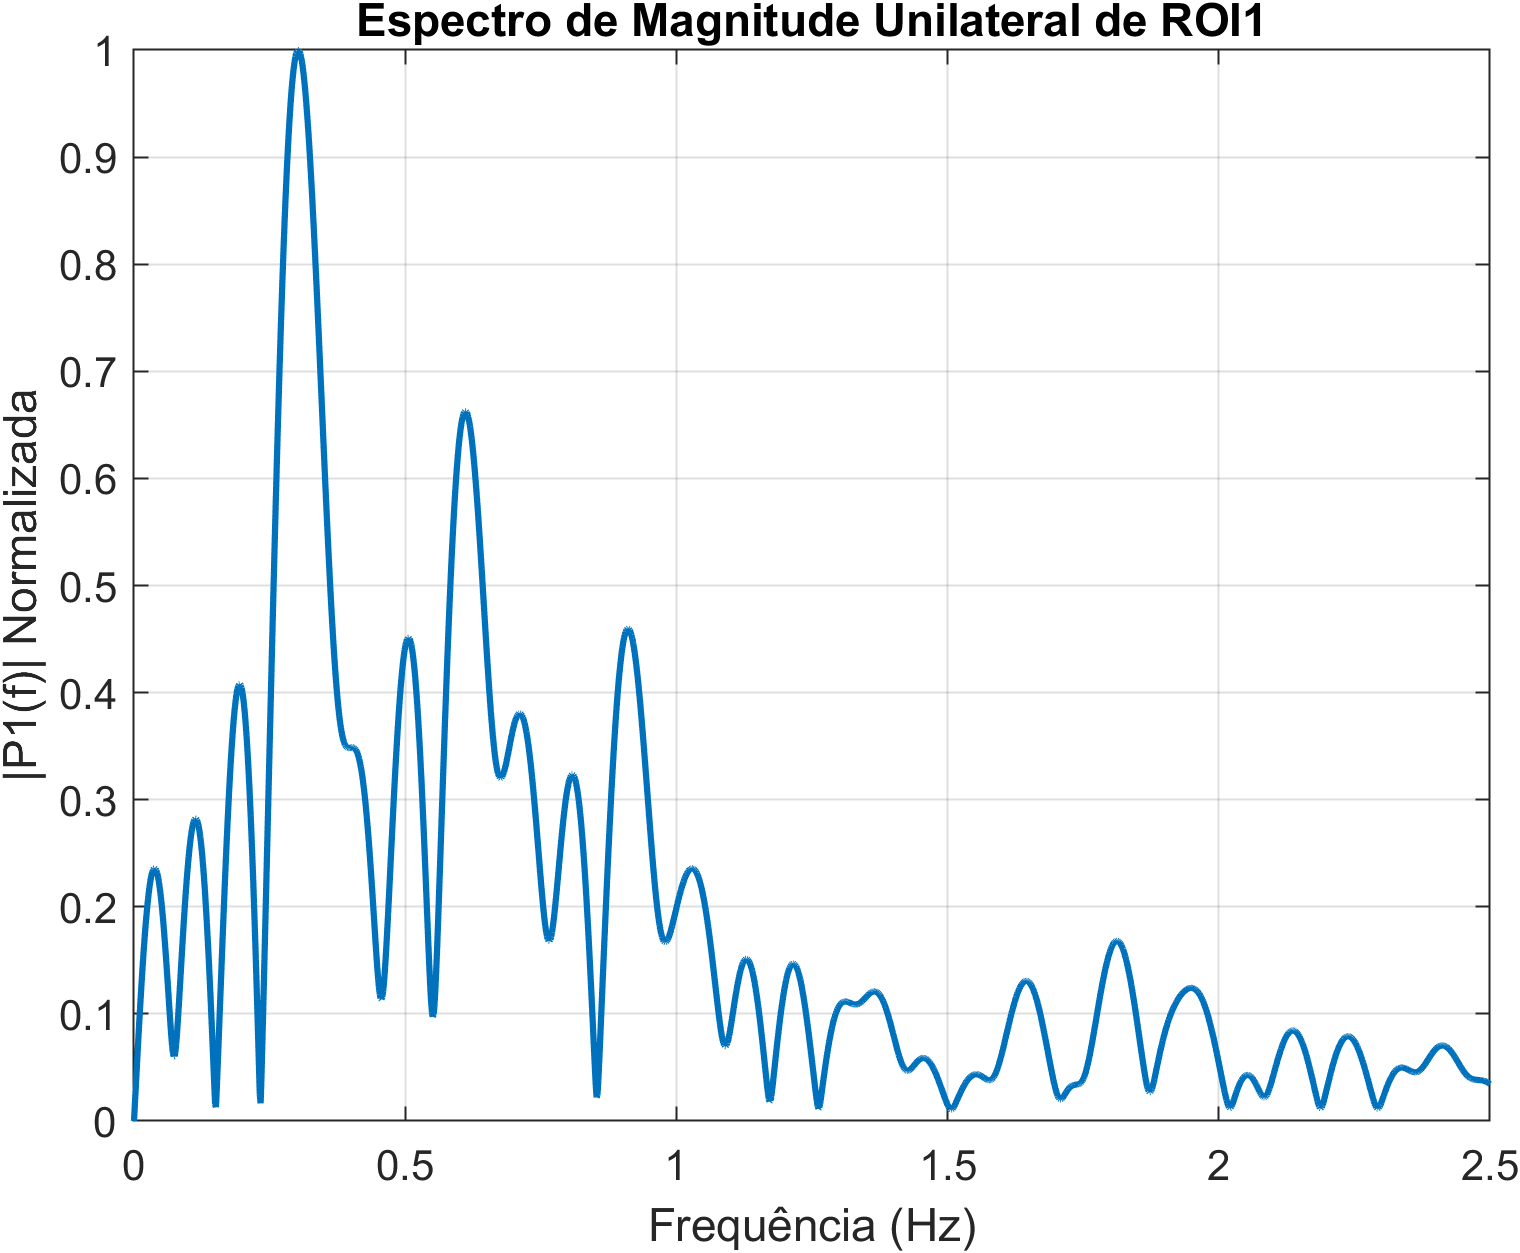 Espectro de Magnitude Unilateral de ROI1
|P1(f)| Normalizada
1
0.9
0.8
0.7
0.6
0.5
0.4
0.3
0.2
0.1
0
0 0.5 1 1.5 2 2.5
Frequência (Hz)